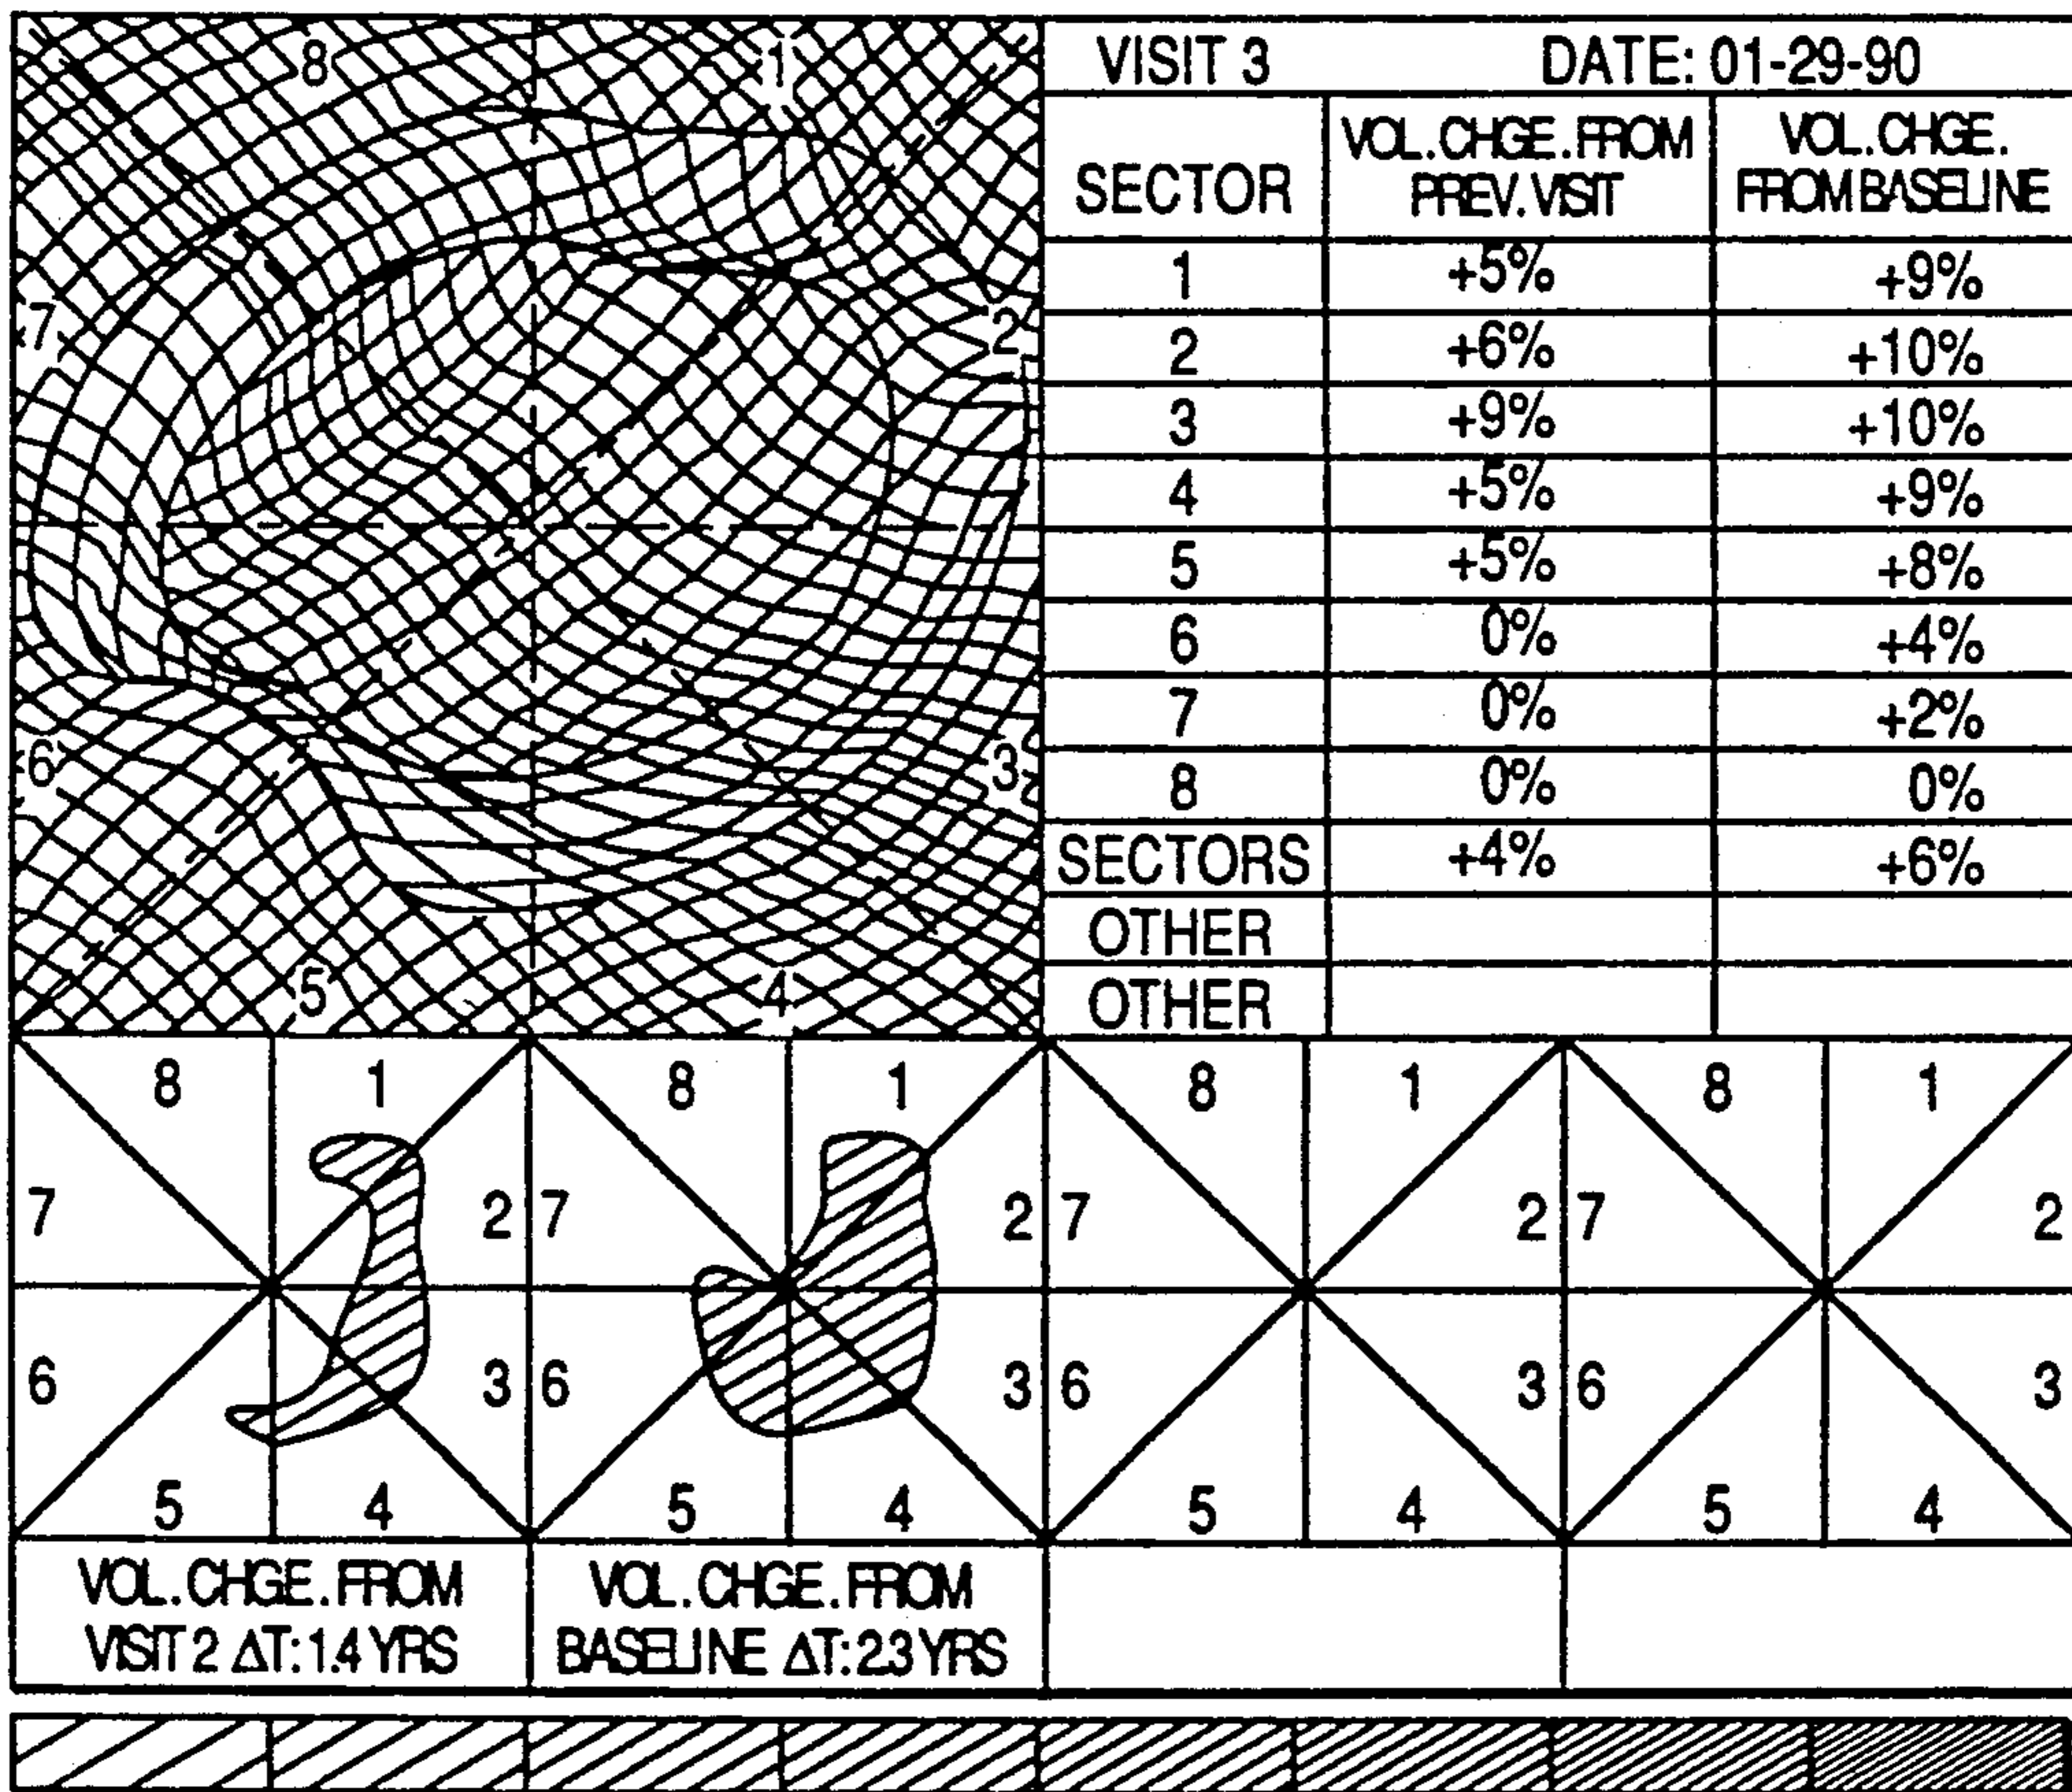 8 1
7 2
6 3
5 4
VISIT 3 DATE: 01-29-90
SECTOR VOL.CHGE.FROM PREV.VISIT VOL.CHGE. FROM BASELINE
1 +5% +9%
2 +6% +10%
3 +9% +10%
4 +5% +9%
5 +5% +8%
6 0% +4%
7 0% +2%
8 0% 0%
SECTORS +4% +6%
OTHER
OTHER
8 1 8 1 8 1 8 1
7 2 7 2 7 2 7 2
6 3 6 3 6 3 6 3
5 4 5 4 5 4 5 4
VOL.CHGE.FROM
VISIT 2 ΔT:1.4 YRS
VOL.CHGE.FROM
BASELINE ΔT:2.3 YRS